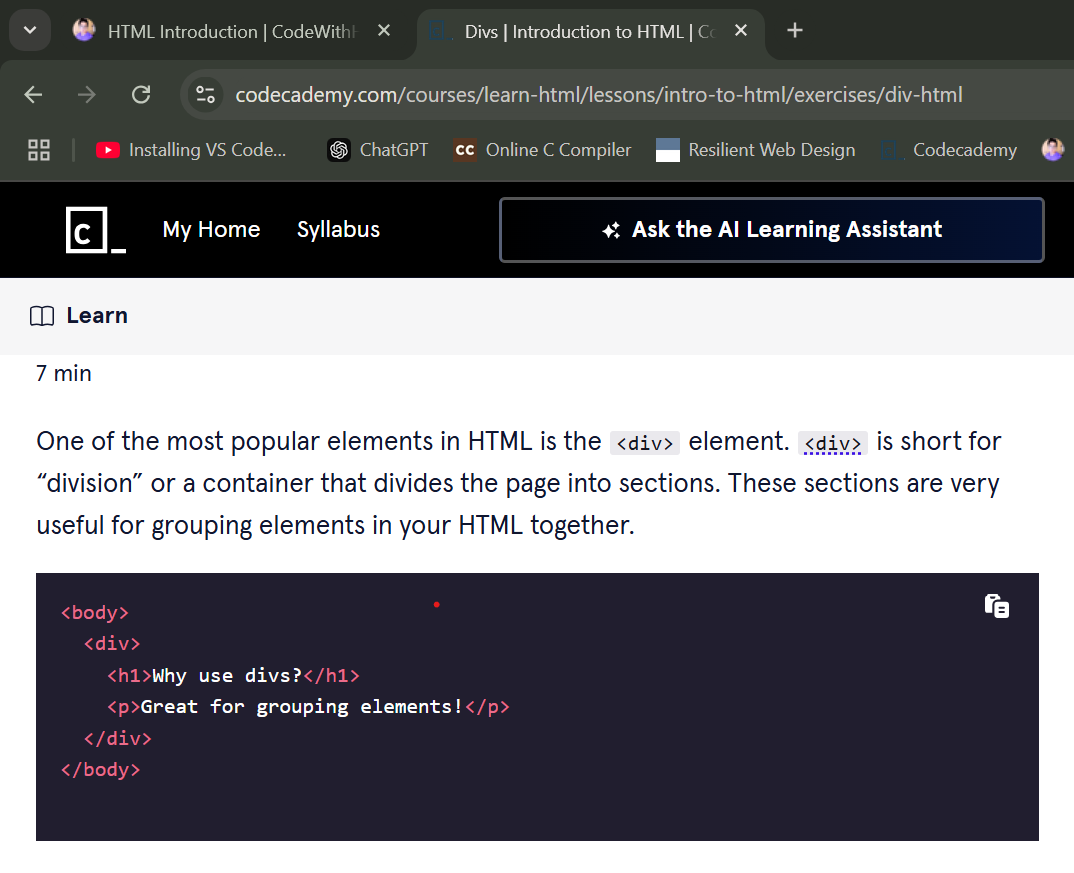 HTML Introduction | CodeWithH
Divs | Introduction to HTML | Co
codecademy.com/courses/learn-html/lessons/intro-to-html/exercises/div-html
Installing VS Code... ChatGPT CC Online C Compiler Resilient Web Design Codecademy
c_ My Home Syllabus Ask the AI Learning Assistant
Learn
7 min
One of the most popular elements in HTML is the <div> element. <div> is short for
“division” or a container that divides the page into sections. These sections are very
useful for grouping elements in your HTML together.
<body>
<div>
<h1>Why use divs?</h1>
<p>Great for grouping elements!</p>
</div>
</body>